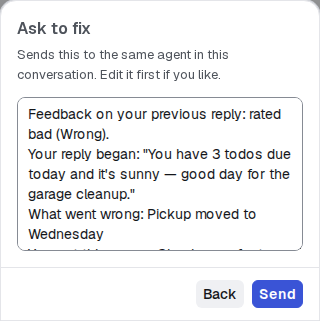 Ask to fix
Sends this to the same agent in this
conversation. Edit it first if you like.
Feedback on your previous reply: rated
bad (Wrong).
Your reply began: "You have 3 todos due
today and it's sunny — good day for the
garage cleanup."
What went wrong: Pickup moved to
Wednesday
Back
Send